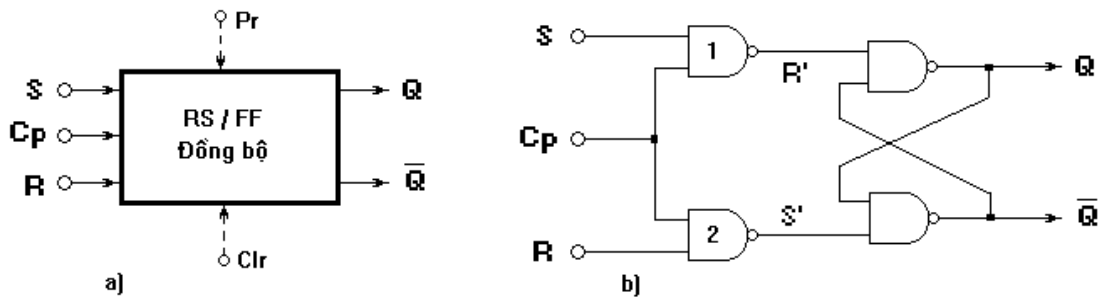 Pr
S
Cp
R
RS / FF
Đồng bộ
Q
Q̅
Clr
a)
S
Cp
R
1
2
R'
S'
Q
Q̅
b)